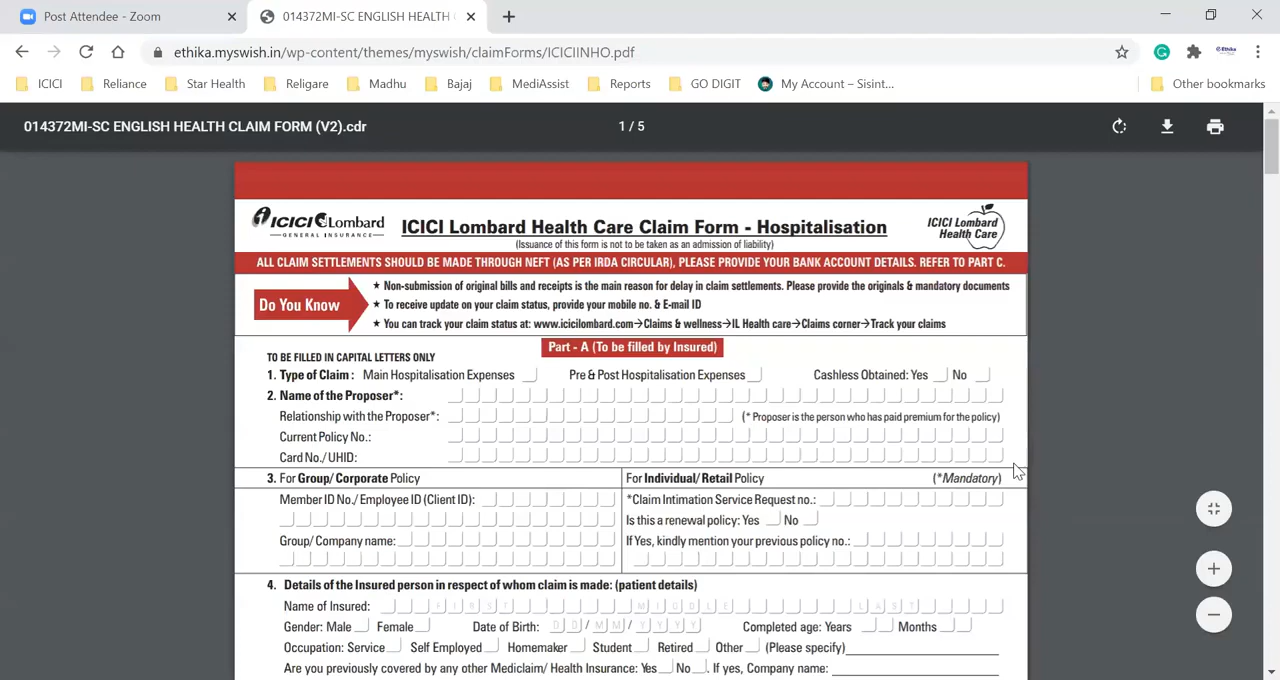 Post Attendee - Zoom
014372MI-SC ENGLISH HEALTH
ethika.myswish.in/wp-content/themes/myswish/claimForms/ICICIINHO.pdf
ICICI
Reliance
Star Health
Religare
Madhu
Bajaj
MediAssist
Reports
GO DIGIT
My Account – Sisint...
Other bookmarks
014372MI-SC ENGLISH HEALTH CLAIM FORM (V2).cdr
1 / 5
ICICI Lombard
GENERAL INSURANCE
ICICI Lombard Health Care Claim Form - Hospitalisation
(Issuance of this form is not to be taken as an admission of liability)
ICICI Lombard
Health Care
ALL CLAIM SETTLEMENTS SHOULD BE MADE THROUGH NEFT (AS PER IRDA CIRCULAR), PLEASE PROVIDE YOUR BANK ACCOUNT DETAILS. REFER TO PART C.
Do You Know
★ Non-submission of original bills and receipts is the main reason for delay in claim settlements. Please provide the originals & mandatory documents
★ To receive update on your claim status, provide your mobile no. & E-mail ID
★ You can track your claim status at: www.icicilombard.com→Claims & wellness→IL Health care→Claims corner→Track your claims
Part - A (To be filled by Insured)
TO BE FILLED IN CAPITAL LETTERS ONLY
1. Type of Claim : Main Hospitalisation Expenses Pre & Post Hospitalisation Expenses Cashless Obtained: Yes No
2. Name of the Proposer*:
Relationship with the Proposer*: (* Proposer is the person who has paid premium for the policy)
Current Policy No.:
Card No./ UHID:
3. For Group/ Corporate Policy
For Individual/ Retail Policy (*Mandatory)
Member ID No./ Employee ID (Client ID):
*Claim Intimation Service Request no.:
Is this a renewal policy: Yes No
Group/ Company name:
If Yes, kindly mention your previous policy no.:
4. Details of the Insured person in respect of whom claim is made: (patient details)
Name of Insured: FIRST MIDDLE LAST
Gender: Male Female Date of Birth: DD / MM / YYYY Completed age: Years Months
Occupation: Service Self Employed Homemaker Student Retired Other (Please specify)
Are you previously covered by any other Mediclaim/ Health Insurance: Yes No . If yes, Company name: